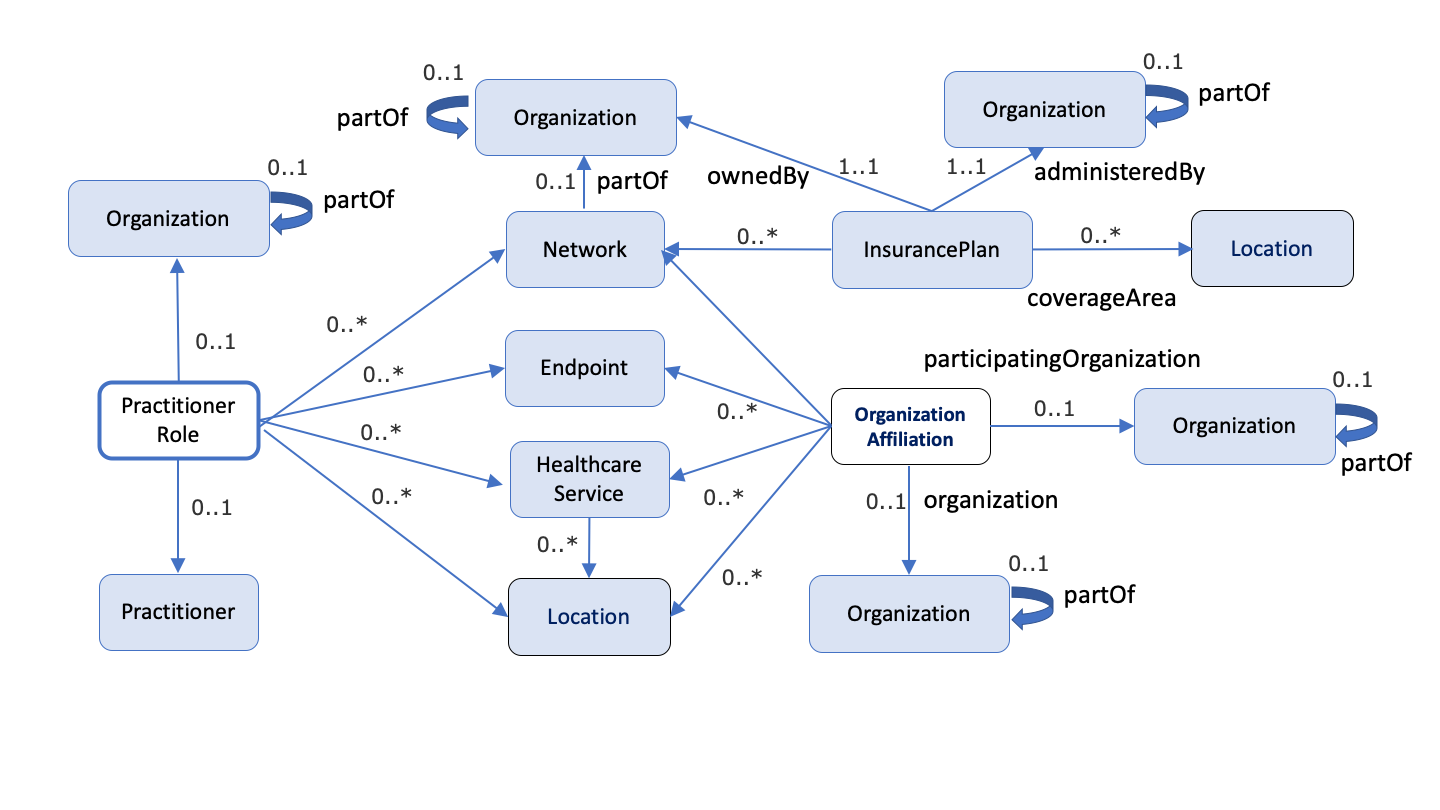 0..1
0..1
partOf
Organization
Organization
partOf
partOf
0..1
0..1
partOf
ownedBy
1..1
1..1
administeredBy
Organization
partOf
Network
0..*
InsurancePlan
0..*
Location
coverageArea
0..1
0..*
0..*
Endpoint
participatingOrganization
0..1
Practitioner
Role
0..*
0..*
Organization
Affiliation
0..1
Organization
partOf
Healthcare
Service
0..*
0..*
0..1
organization
0..1
0..*
0..*
0..1
Practitioner
Location
Organization
partOf